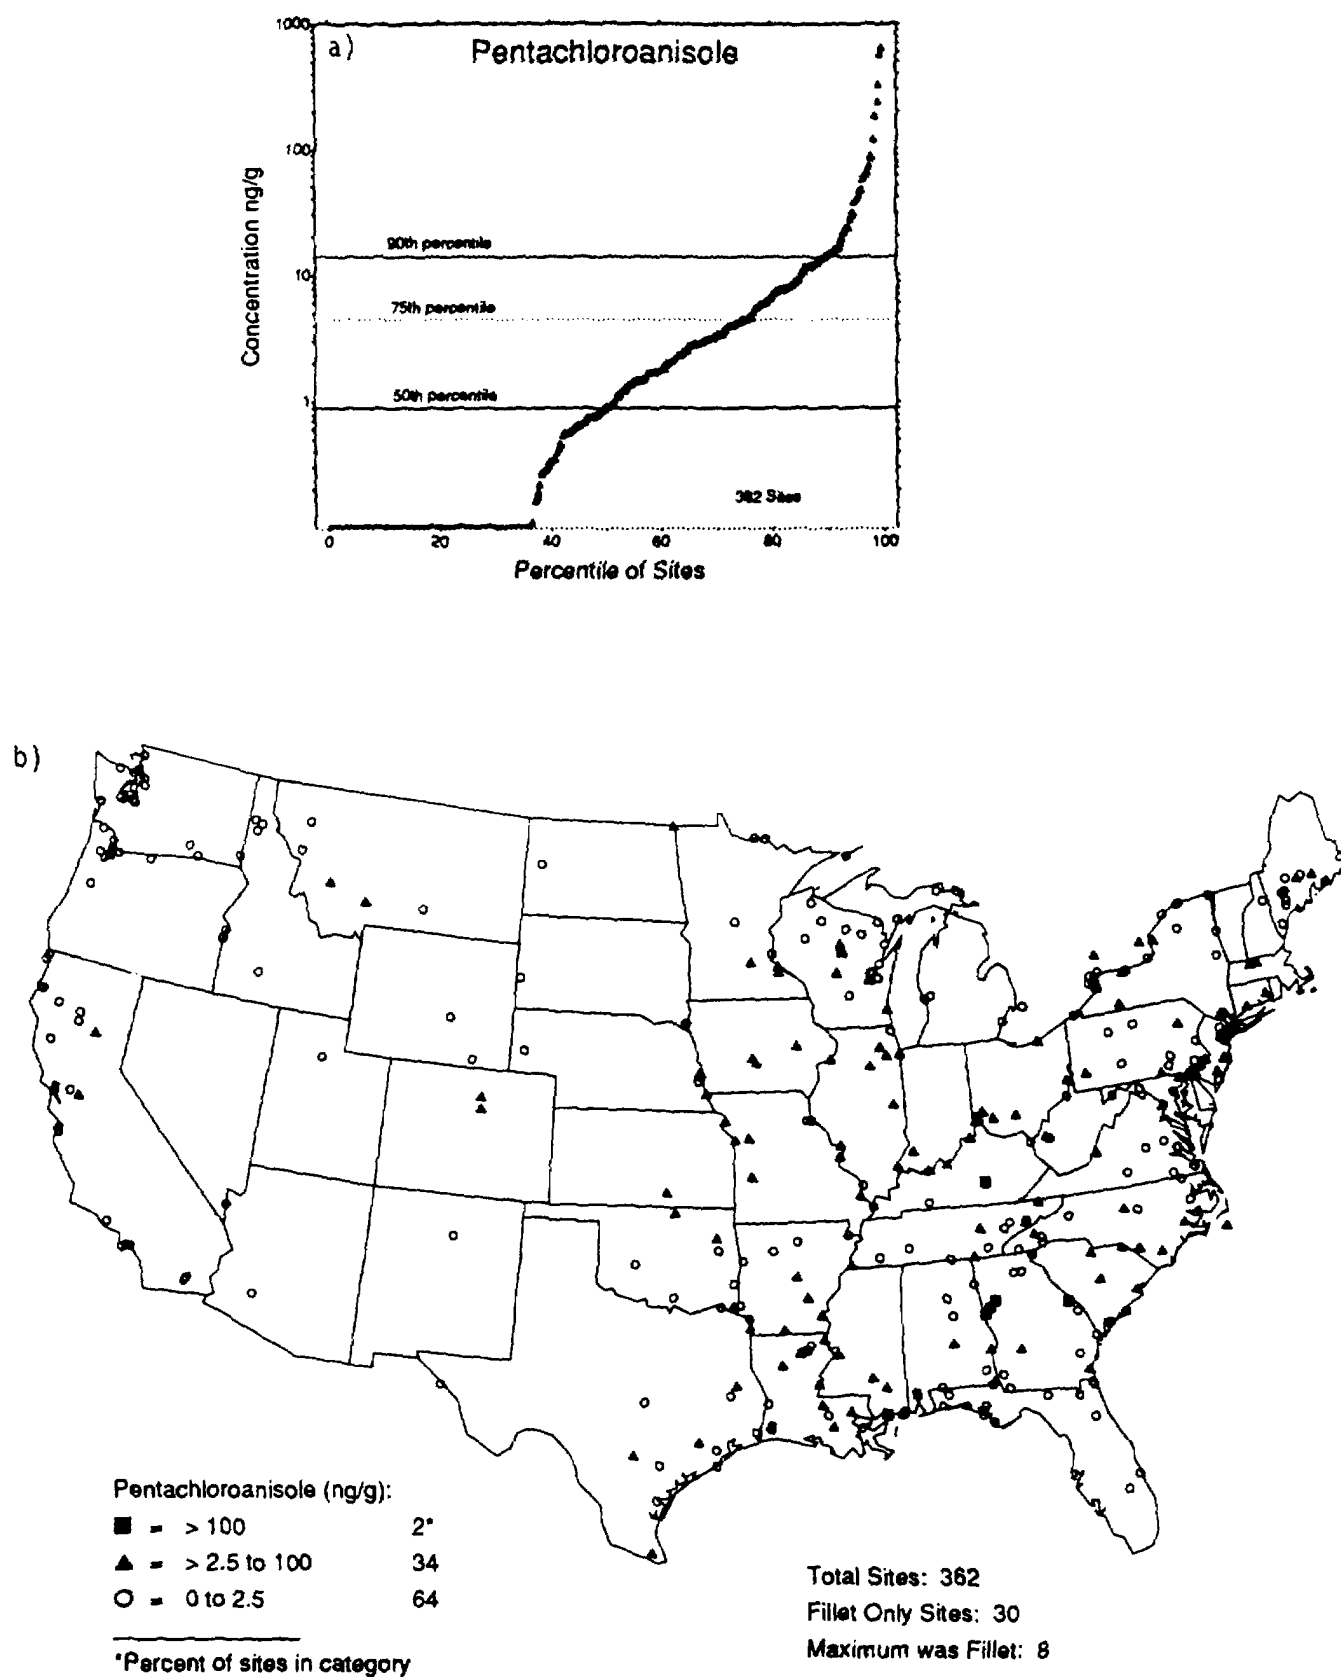 1000
a) Pentachloroanisole
100
Concentration ng/g
90th percentile
10
75th percentile
50th percentile
1
362 Sites
0 20 40 60 80 100
Percentile of Sites
b)
Pentachloroanisole (ng/g):
■ = > 100 2*
▲ = > 2.5 to 100 34
O = 0 to 2.5 64
*Percent of sites in category
Total Sites: 362
Fillet Only Sites: 30
Maximum was Fillet: 8